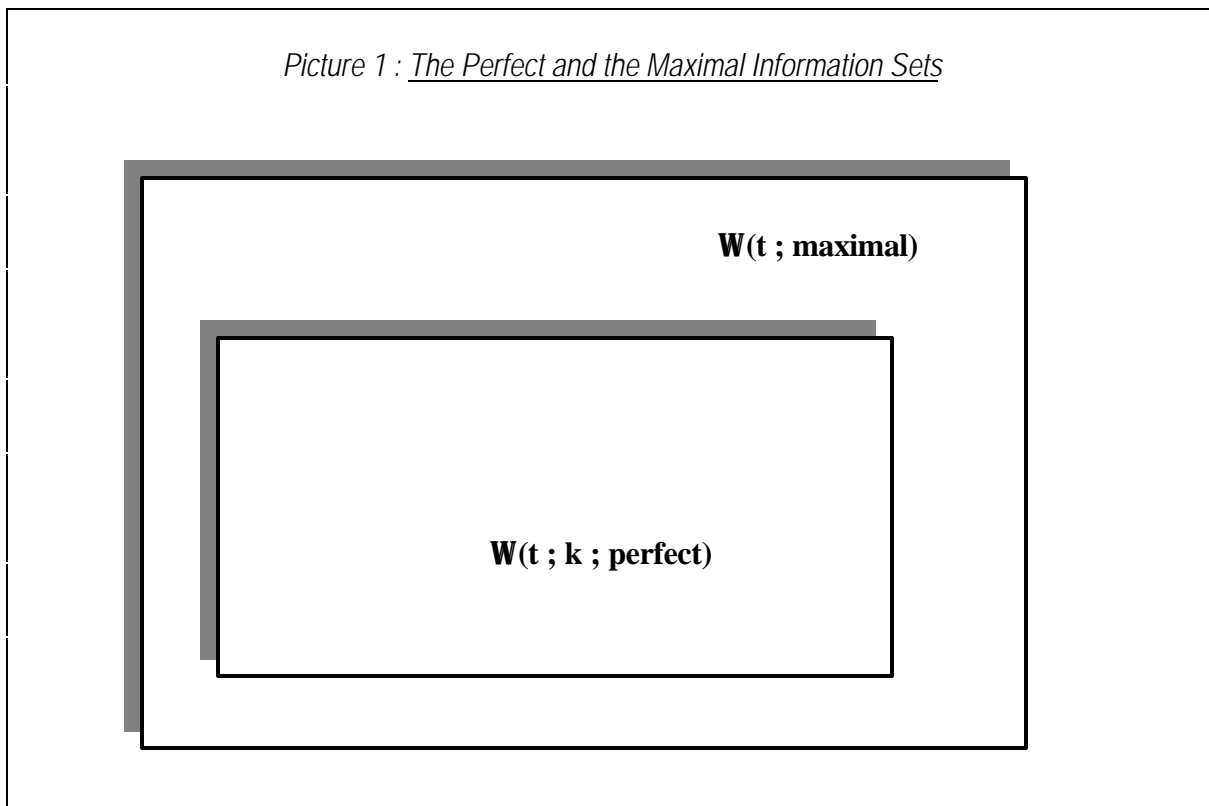 Picture 1 : The Perfect and the Maximal Information Sets
W(t ; maximal)
W(t ; k ; perfect)